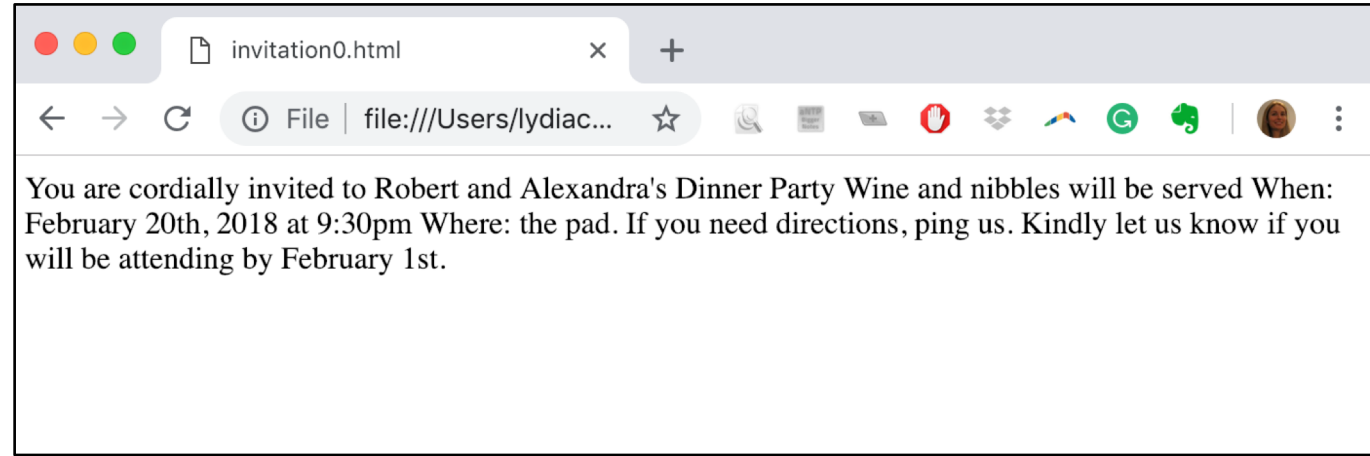 invitation0.html
File file:///Users/lydiac...
You are cordially invited to Robert and Alexandra's Dinner Party Wine and nibbles will be served When:
February 20th, 2018 at 9:30pm Where: the pad. If you need directions, ping us. Kindly let us know if you
will be attending by February 1st.